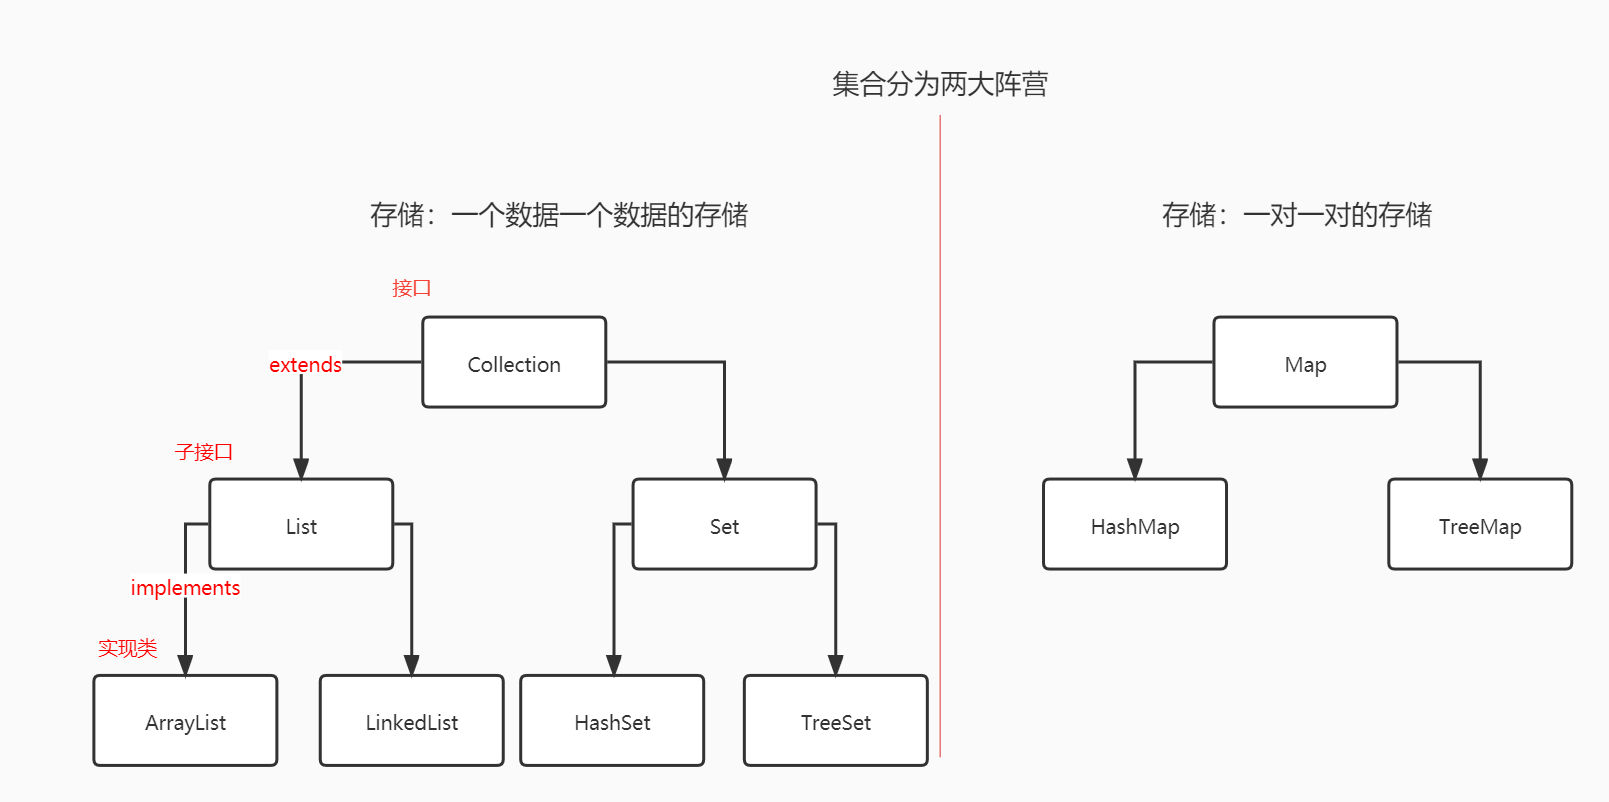 集合分为两大阵营
存储：一个数据一个数据的存储
存储：一对一对的存储
接口
Collection
Map
extends
子接口
List
Set
HashMap
TreeMap
implements
实现类
ArrayList
LinkedList
HashSet
TreeSet